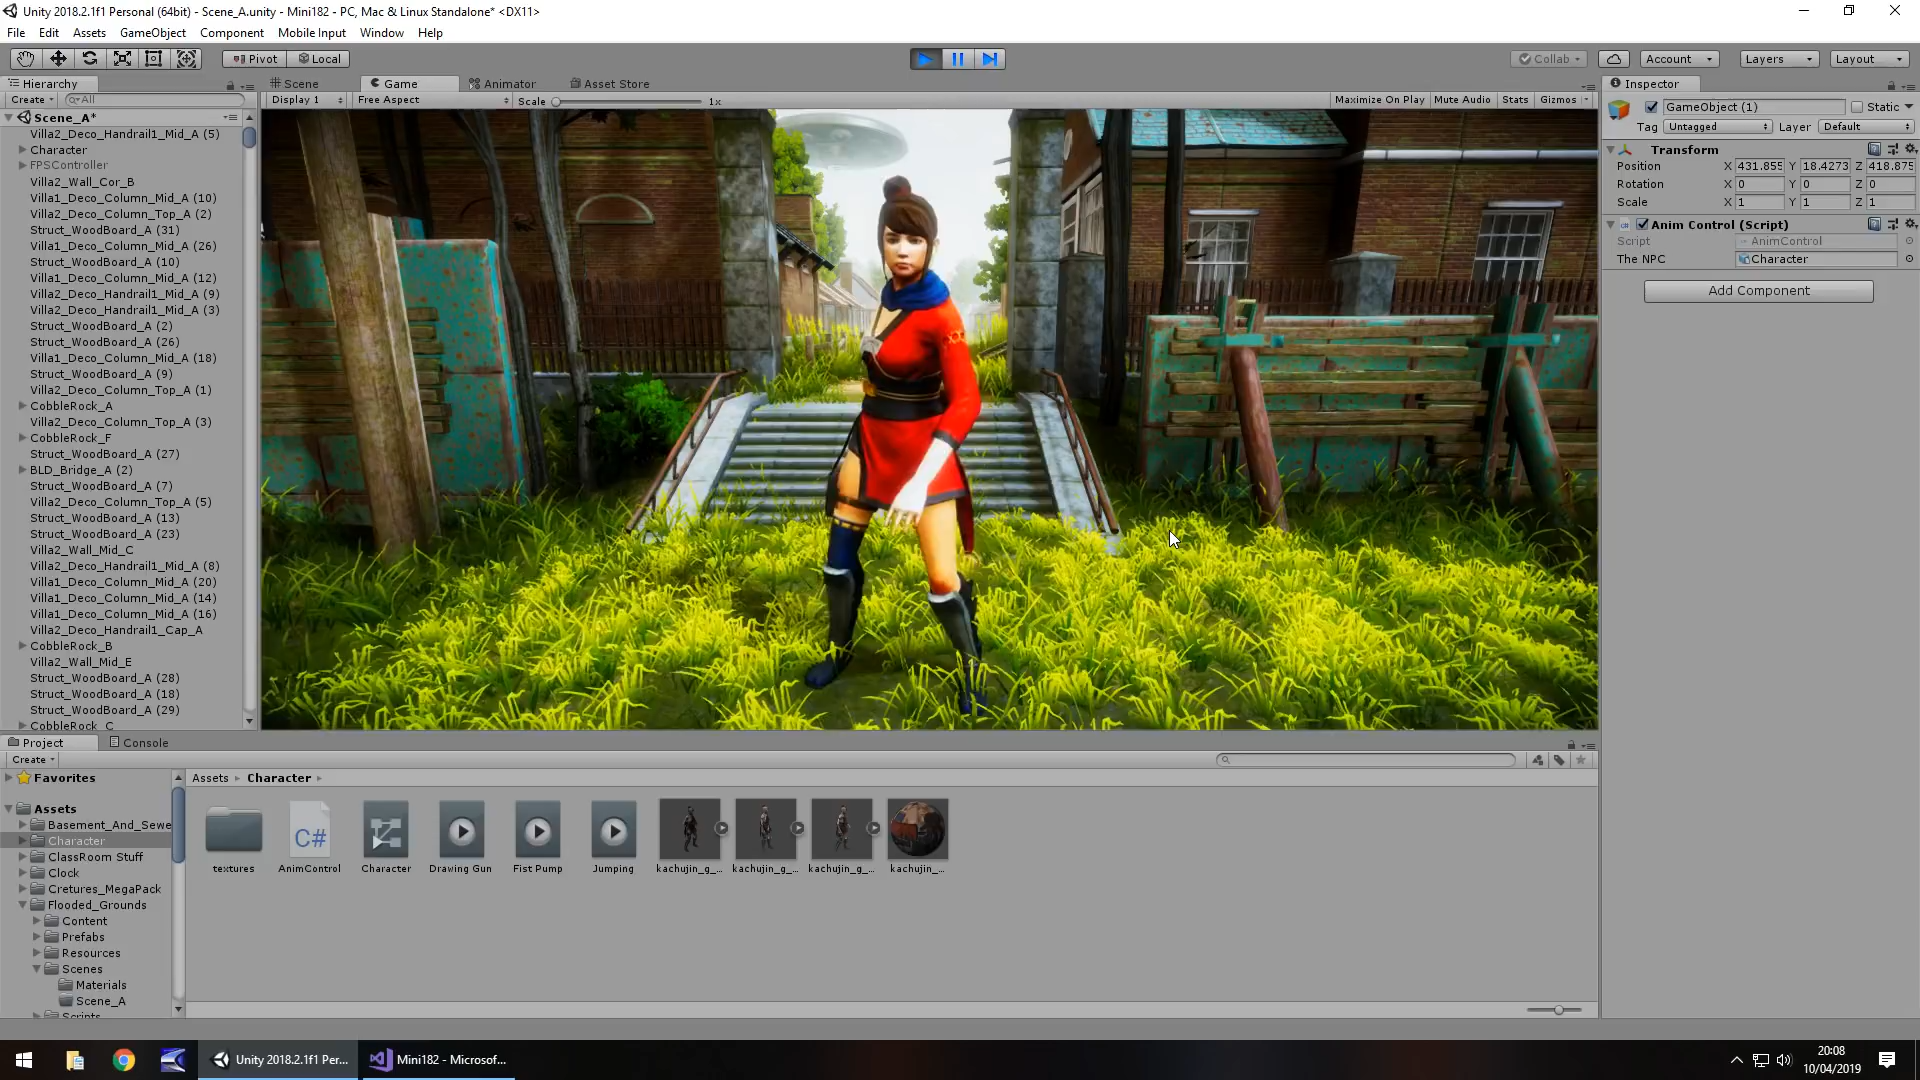 Unity 2018.2.1f1 Personal (64bit) - Scene_A.unity - Mini182 - PC, Mac & Linux Standalone* <DX11>
File Edit Assets GameObject Component Mobile Input Window Help
Pivot Local Collab Account Layers Layout
Hierarchy Scene Game Animator Asset Store Inspector
Create All Display 1 Free Aspect Scale 1x Maximize On Play Mute Audio Stats Gizmos
Scene_A*
Villa2_Deco_Handrail1_Mid_A (5)
Character
FPSController
Villa2_Wall_Cor_B
Villa1_Deco_Column_Mid_A (10)
Villa2_Deco_Column_Top_A (2)
Struct_WoodBoard_A (31)
Villa1_Deco_Column_Mid_A (26)
Struct_WoodBoard_A (10)
Villa1_Deco_Column_Mid_A (12)
Villa2_Deco_Handrail1_Mid_A (9)
Villa2_Deco_Handrail1_Mid_A (3)
Struct_WoodBoard_A (2)
Struct_WoodBoard_A (26)
Villa1_Deco_Column_Mid_A (18)
Struct_WoodBoard_A (9)
Villa2_Deco_Column_Top_A (1)
CobbleRock_A
Villa2_Deco_Column_Top_A (3)
CobbleRock_F
Struct_WoodBoard_A (27)
BLD_Bridge_A (2)
Struct_WoodBoard_A (7)
Villa2_Deco_Column_Top_A (5)
Struct_WoodBoard_A (13)
Struct_WoodBoard_A (23)
Villa2_Wall_Mid_C
Villa2_Deco_Handrail1_Mid_A (8)
Villa1_Deco_Column_Mid_A (20)
Villa1_Deco_Column_Mid_A (14)
Villa1_Deco_Column_Mid_A (16)
Villa2_Deco_Handrail1_Cap_A
CobbleRock_B
Villa2_Wall_Mid_E
Struct_WoodBoard_A (28)
Struct_WoodBoard_A (18)
Struct_WoodBoard_A (29)
CobbleRock_C
GameObject (1) Static
Tag Untagged Layer Default
Transform
Position X 431.855 Y 18.4273 Z 418.875
Rotation X 0 Y 0 Z 0
Scale X 1 Y 1 Z 1
Anim Control (Script)
Script AnimControl
The NPC Character
Add Component
Project Console
Create
Favorites
Assets
Basement_And_Sewe
Character
ClassRoom Stuff
Clock
Cretures_MegaPack
Flooded_Grounds
Content
Prefabs
Resources
Scenes
Materials
Scene_A
Scripts
Assets Character
C#
textures AnimControl Character Drawing Gun Fist Pump Jumping kachujin_g_... kachujin_g_... kachujin_g_... kachujin_...
Unity 2018.2.1f1 Per... Mini182 - Microsof...
20:08
10/04/2019